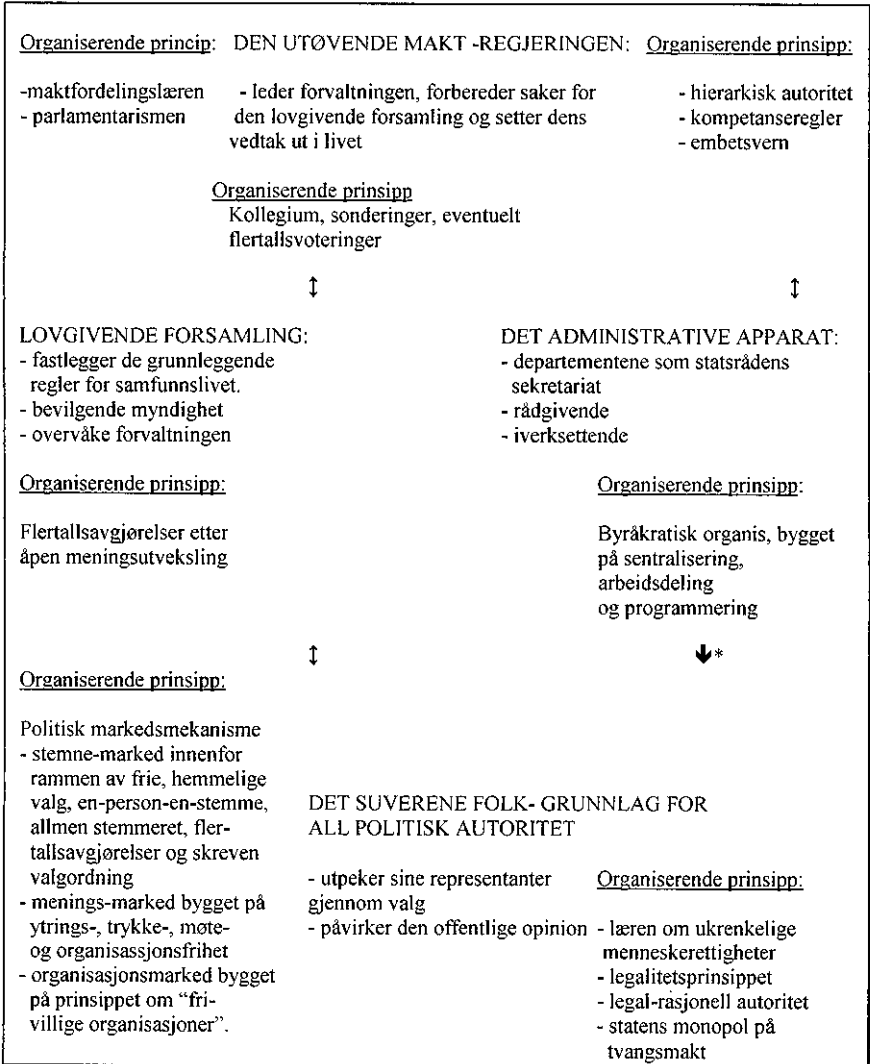 Organiserende princip: DEN UTØVENDE MAKT -REGJERINGEN: Organiserende prinsipp:
-maktfordelingslæren - leder forvaltningen, forbereder saker for - hierarkisk autoritet
- parlamentarismen den lovgivende forsamling og setter dens - kompetanseregler
vedtak ut i livet - embetsvern
Organiserende prinsipp
Kollegium, sonderinger, eventuelt
flertallsvoteringer
↕ ↕
LOVGIVENDE FORSAMLING:
- fastlegger de grunnleggende
regler for samfunnslivet.
- bevilgende myndighet
- overvåke forvaltningen
DET ADMINISTRATIVE APPARAT:
- departementene som statsrådens
sekretariat
- rådgivende
- iverksettende
Organiserende prinsipp:
Flertallsavgjørelser etter
åpen meningsutveksling
Organiserende prinsipp:
Byråkratisk organis, bygget
på sentralisering,
arbeidsdeling
og programmering
↕ 🡫*
Organiserende prinsipp:
Politisk markedsmekanisme
- stemne-marked innenfor
rammen av frie, hemmelige
valg, en-person-en-stemme,
allmen stemmeret, fler-
tallsavgjørelser og skreven
valgordning
- menings-marked bygget på
ytrings-, trykke-, møte-
og organisassjonsfrihet
- organisasjonsmarked bygget
på prinsippet om “fri-
villige organisasjoner”.
DET SUVERENE FOLK- GRUNNLAG FOR
ALL POLITISK AUTORITET
- utpeker sine representanter
gjennom valg
- påvirker den offentlige opinion
Organiserende prinsipp:
- læren om ukrenkelige
menneskerettigheter
- legalitetsprinsippet
- legal-rasjonell autoritet
- statens monopol på
tvangsmakt